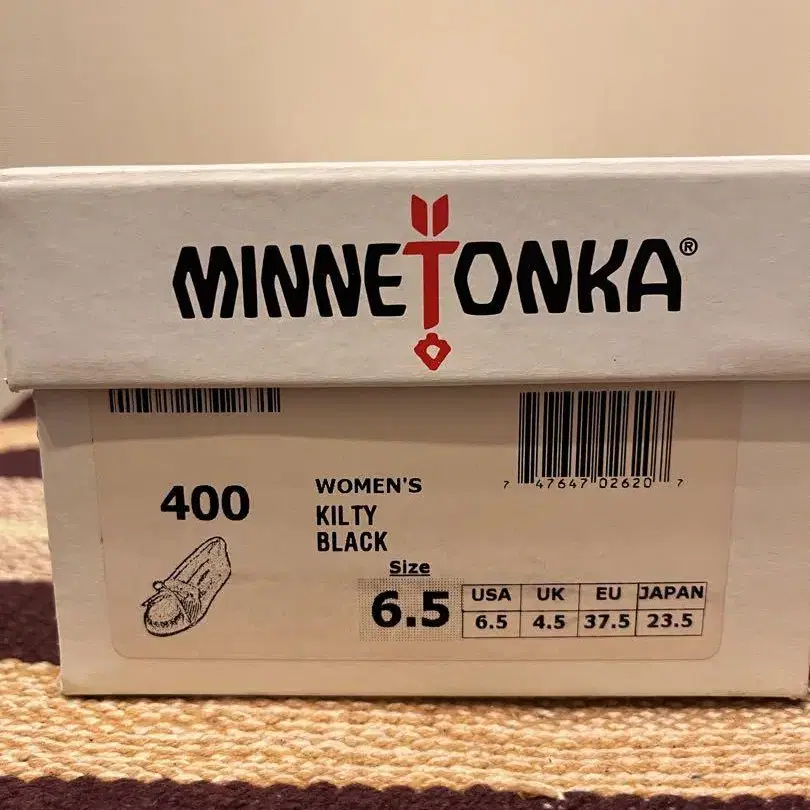 MINNETONKA®
7 47647 02620 7
400
WOMEN'S
KILTY
BLACK
Size
6.5
USA UK EU JAPAN
6.5 4.5 37.5 23.5